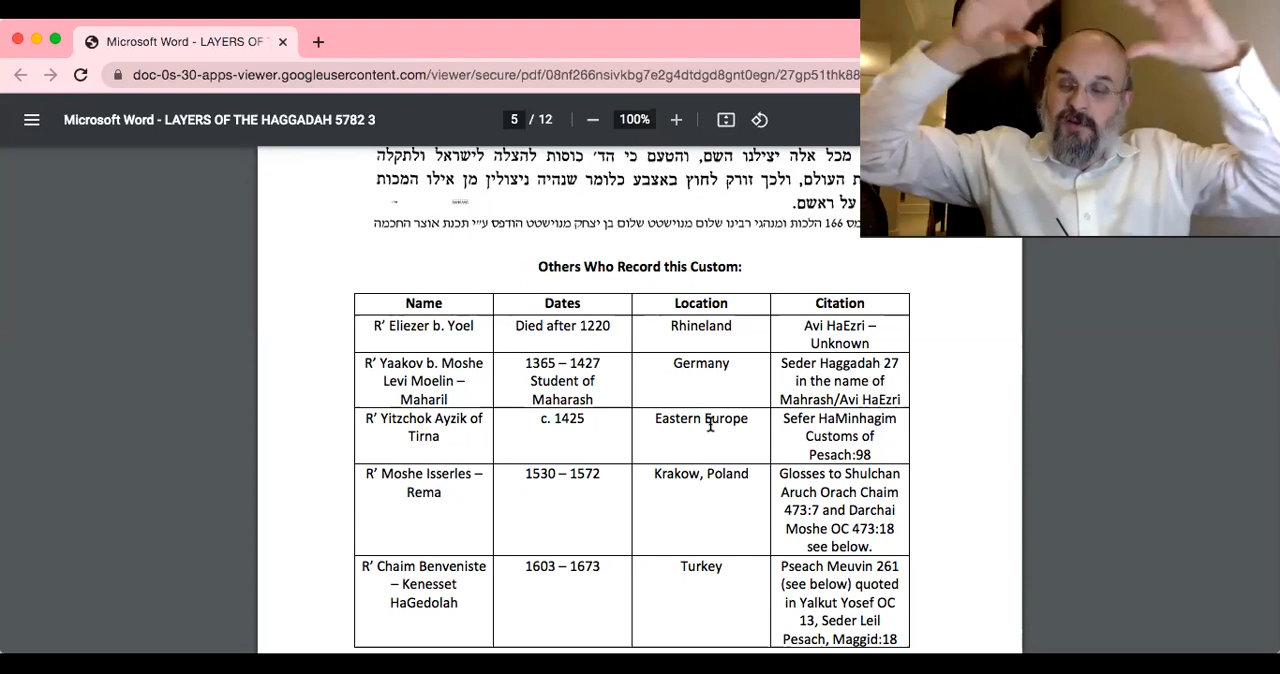 Microsoft Word - LAYERS OF T
doc-0s-30-apps-viewer.googleusercontent.com/viewer/secure/pdf/08nf266nsivkbg7e2g4dtdgd8gnt0egn/27gp51thk88
Microsoft Word - LAYERS OF THE HAGGADAH 5782 3
5 / 12
100%
מכל אלה יצילנו השם, והטעם כי הד׳ כוסות להצלה לישראל ולתקלה
ת העולם, ולכך זורק לחוץ באצבע כלומר שנהיה ניצולין מן אילו המכות
על ראשם.
מס 166 הלכות ומנהגי רבינו שלום מנוישטט שלום בן יצחק מנוישטט הודפס ע״י תכנת אוצר החכמה
Others Who Record this Custom:
Name Dates Location Citation
R’ Eliezer b. Yoel Died after 1220 Rhineland Avi HaEzri –
Unknown
R’ Yaakov b. Moshe 1365 – 1427 Germany Seder Haggadah 27
Levi Moelin – Student of in the name of
Maharil Maharash Mahrash/Avi HaEzri
R’ Yitzchok Ayzik of c. 1425 Eastern Europe Sefer HaMinhagim
Tirna Customs of
Pesach:98
R’ Moshe Isserles – 1530 – 1572 Krakow, Poland Glosses to Shulchan
Rema Aruch Orach Chaim
473:7 and Darchai
Moshe OC 473:18
see below.
R’ Chaim Benveniste 1603 – 1673 Turkey Pseach Meuvin 261
– Kenesset (see below) quoted
HaGedolah in Yalkut Yosef OC
13, Seder Leil
Pesach, Maggid:18